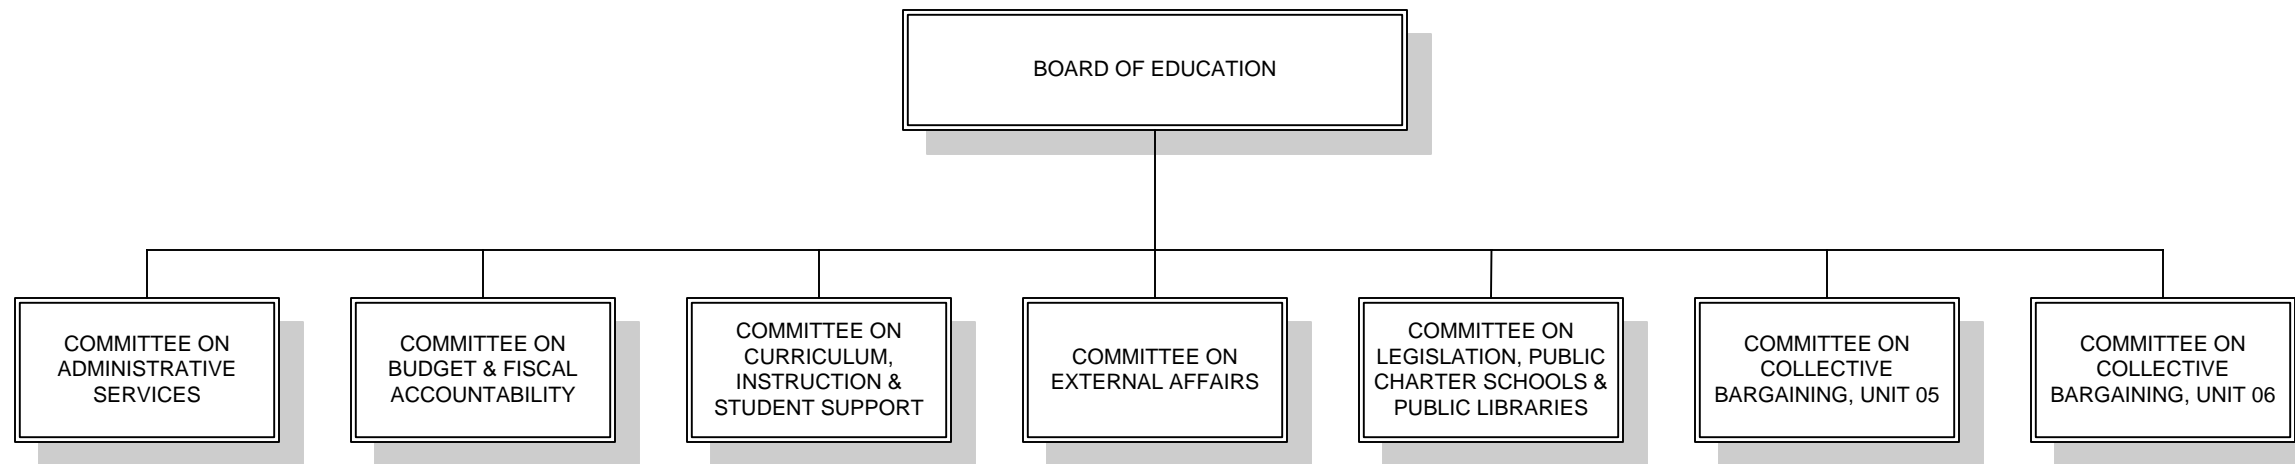 BOARD OF EDUCATION
COMMITTEE ON
ADMINISTRATIVE
SERVICES
COMMITTEE ON
BUDGET & FISCAL
ACCOUNTABILITY
COMMITTEE ON
CURRICULUM,
INSTRUCTION &
STUDENT SUPPORT
COMMITTEE ON
EXTERNAL AFFAIRS
COMMITTEE ON
LEGISLATION, PUBLIC
CHARTER SCHOOLS &
PUBLIC LIBRARIES
COMMITTEE ON
COLLECTIVE
BARGAINING, UNIT 05
COMMITTEE ON
COLLECTIVE
BARGAINING, UNIT 06